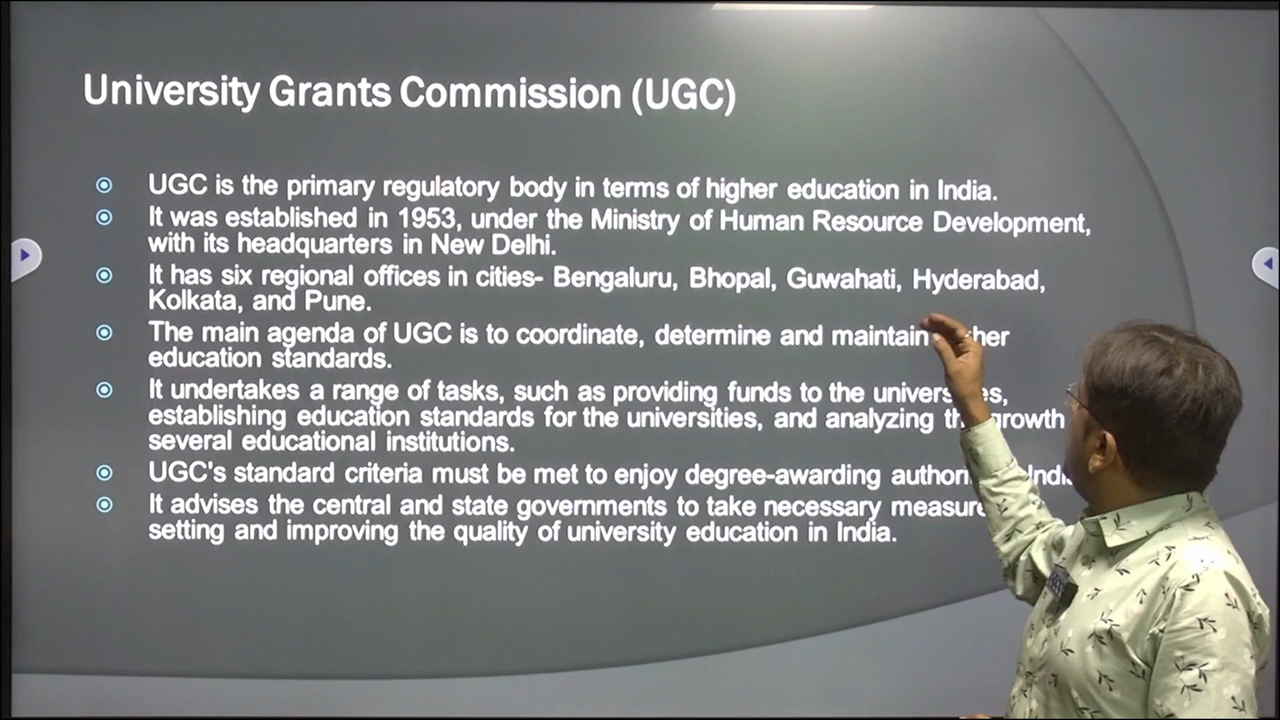 University Grants Commission (UGC)
UGC is the primary regulatory body in terms of higher education in India.
It was established in 1953, under the Ministry of Human Resource Development,
with its headquarters in New Delhi.
It has six regional offices in cities- Bengaluru, Bhopal, Guwahati, Hyderabad,
Kolkata, and Pune.
The main agenda of UGC is to coordinate, determine and maintain
education standards.
It undertakes a range of tasks, such as providing funds to the
establishing education standards for the universities, and analyzing growth
several educational institutions.
UGC's standard criteria must be met to enjoy degree-awarding
It advises the central and state governments to take necessary
setting and improving the quality of university education in India.